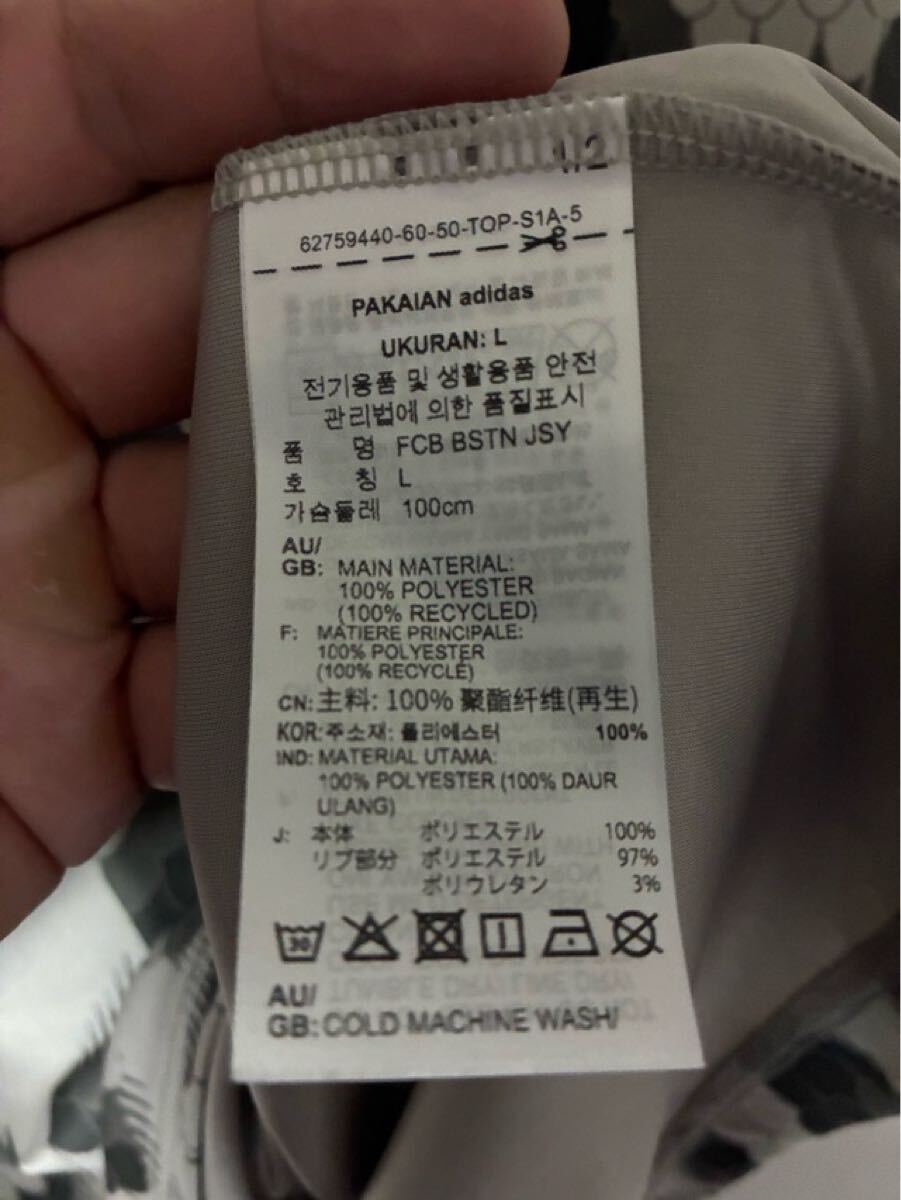 62759440-60-50-TOP-S1A-5
PAKAIAN adidas
UKURAN: L
전기용품 및 생활용품 안전
관리법에 의한 품질표시
품 명 FCB BSTN JSY
호 칭 L
가슴둘레 100cm
AU/
GB: MAIN MATERIAL:
100% POLYESTER
(100% RECYCLED)
F: MATIERE PRINCIPALE:
100% POLYESTER
(100% RECYCLÉ)
CN: 主料: 100% 聚酯纤维(再生)
KOR: 주소재: 폴리에스터 100%
IND: MATERIAL UTAMA:
100% POLYESTER (100% DAUR
ULANG)
J: 本体 ポリエステル 100%
リブ部分 ポリエステル 97%
ポリウレタン 3%
30
AU/
GB: COLD MACHINE WASH/